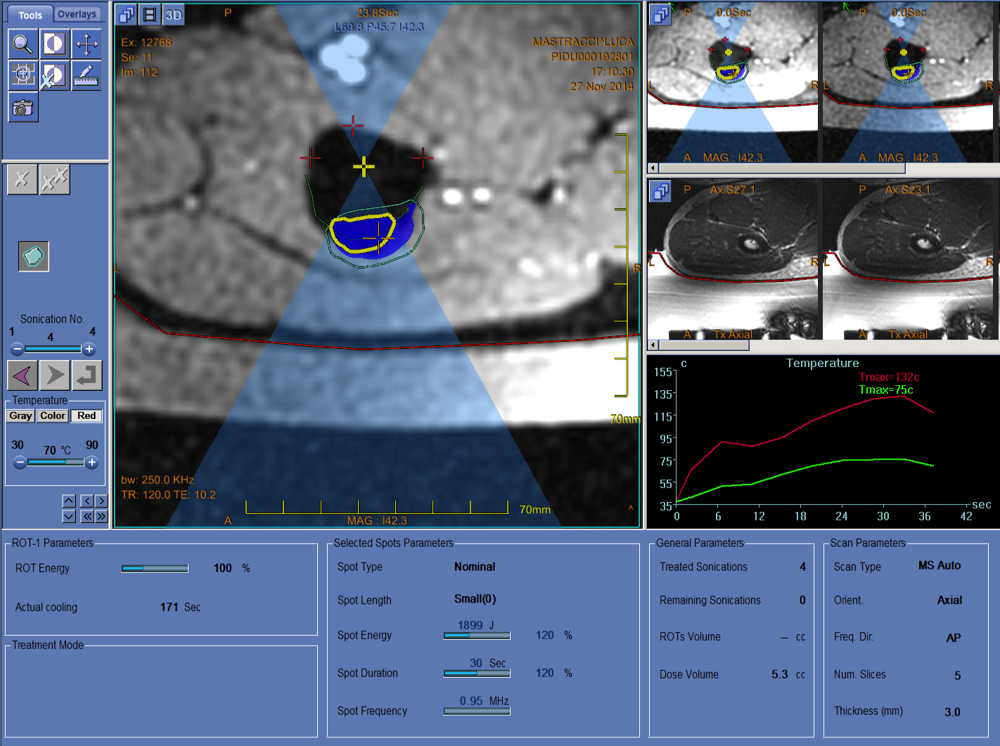 Tools
Overlays
3D
P
23.8Sec
L69.8 P45.7 I42.3
Ex: 12768
Se: 11
Im: 112
MASTRACCI^LUCA
PIDU000192801
17:10:30
27 Nov 2014
L
R
70mm
bw: 250.0 KHz
TR: 120.0 TE: 10.2
70mm
A
MAG : I42.3
^
P
0.0Sec
L
R
A
MAG : I42.3
P
0.0Sec
L
R
A
MAG : I42.3
P
Ax S27.1
L
R
A
Tx Axial
P
Ax S23.1
L
R
A
Tx Axial
Sonication No.
1
4
4
Temperature
Gray
Color
Red
30
70 °C
90
c
Temperature
Tmax=132c
Tmax=75c
155
135
115
95
75
55
35
0
6
12
18
24
30
36
42
sec
ROT-1 Parameters
ROT Energy
100 %
Actual cooling
171 Sec
Treatment Mode
Selected Spots Parameters
Spot Type
Nominal
Spot Length
Small(0)
Spot Energy
1899 J
120 %
Spot Duration
30 Sec
120 %
Spot Frequency
0.95 MHz
General Parameters
Treated Sonications
4
Remaining Sonications
0
ROTs Volume
– cc
Dose Volume
5.3 cc
Scan Parameters
Scan Type
MS Auto
Orient.
Axial
Freq. Dir.
AP
Num. Slices
5
Thickness (mm)
3.0